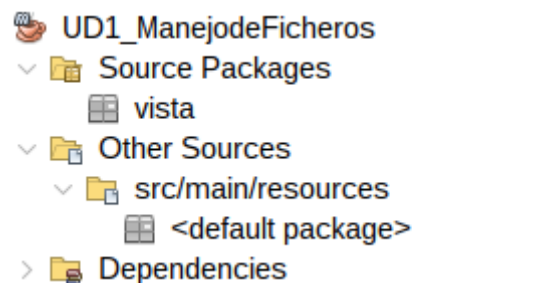 UD1_ManejodeFicheros
Source Packages
vista
Other Sources
src/main/resources
<default package>
Dependencies